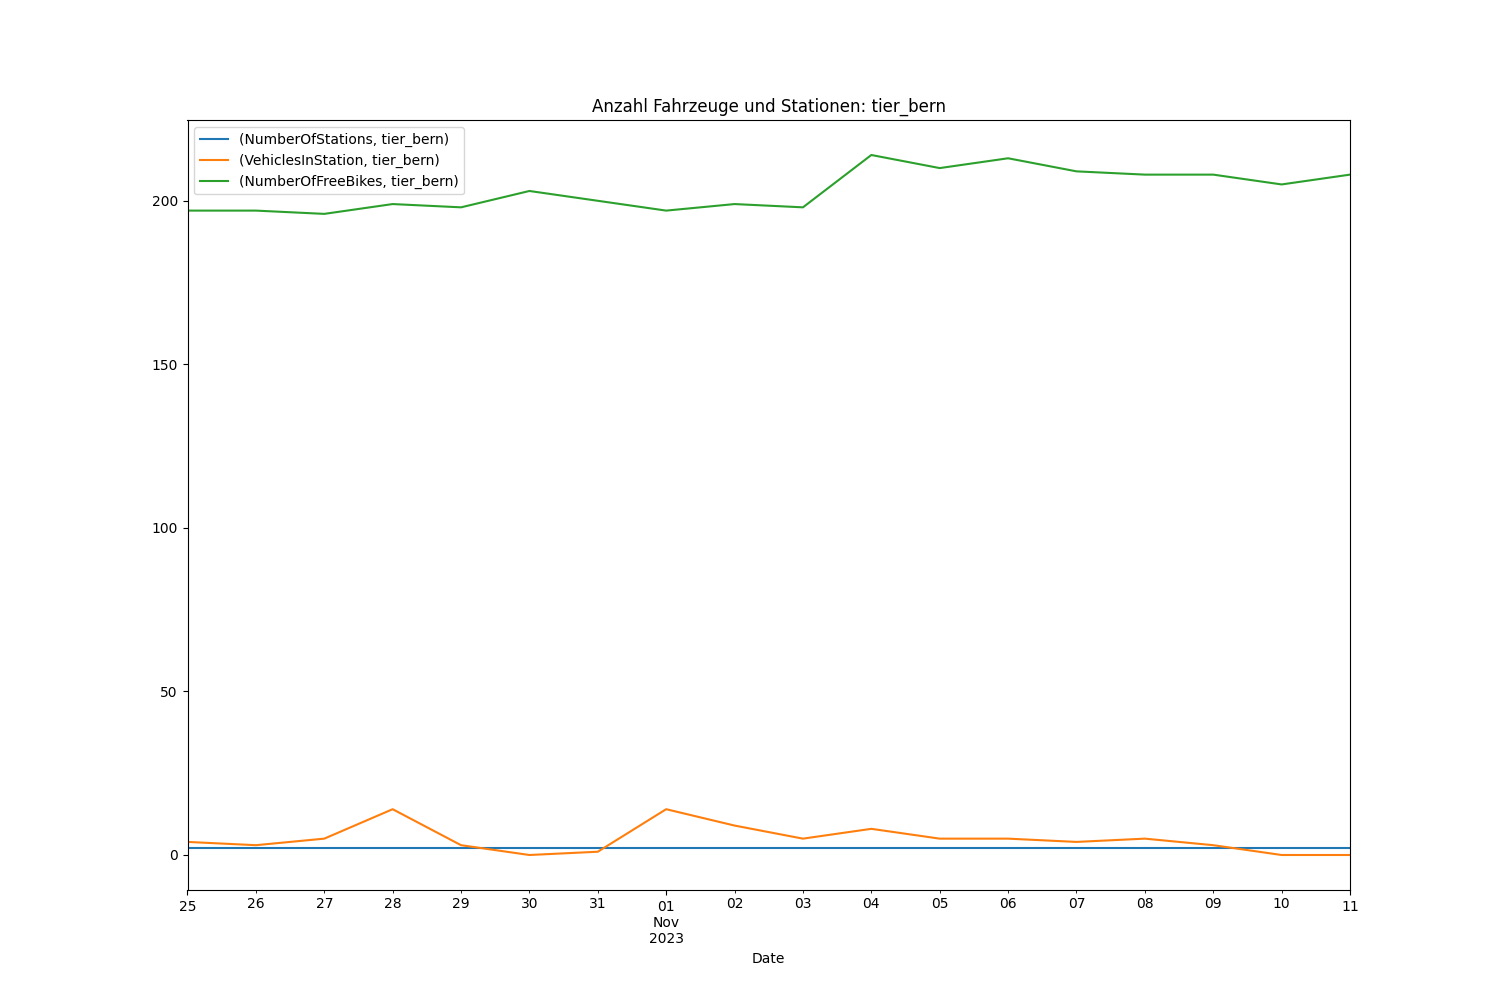 Anzahl Fahrzeuge und Stationen: tier_bern
(NumberOfStations, tier_bern)
(VehiclesInStation, tier_bern)
(NumberOfFreeBikes, tier_bern)
200
150
100
50
0
25 26 27 28 29 30 31 01 02 03 04 05 06 07 08 09 10 11
Nov
2023
Date